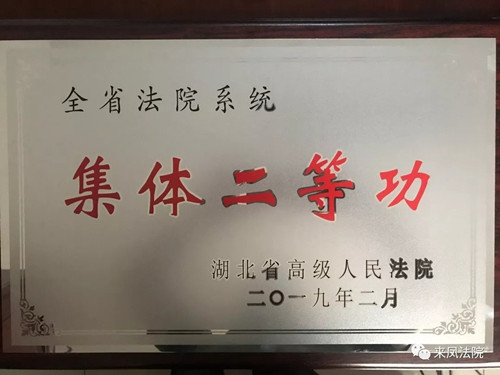 全省法院系统
集体二等功
湖北省高级人民法院
二〇一九年二月
来凤法院